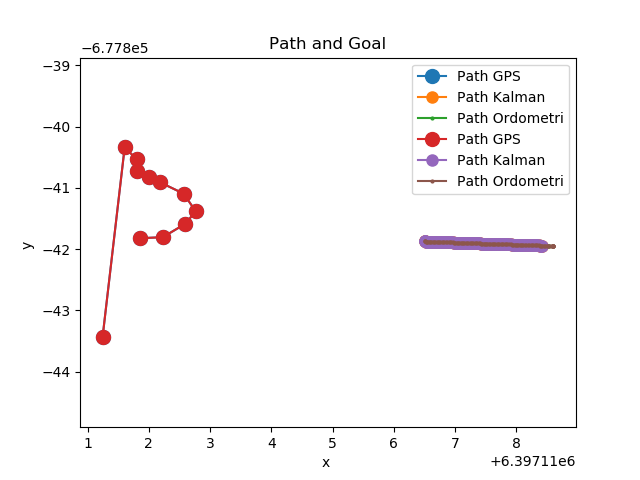 Path and Goal
−6.778e5
Path GPS
Path Kalman
Path Ordometri
Path GPS
Path Kalman
Path Ordometri
−39
−40
−41
−42
−43
−44
y
1 2 3 4 5 6 7 8
x
+6.39711e6